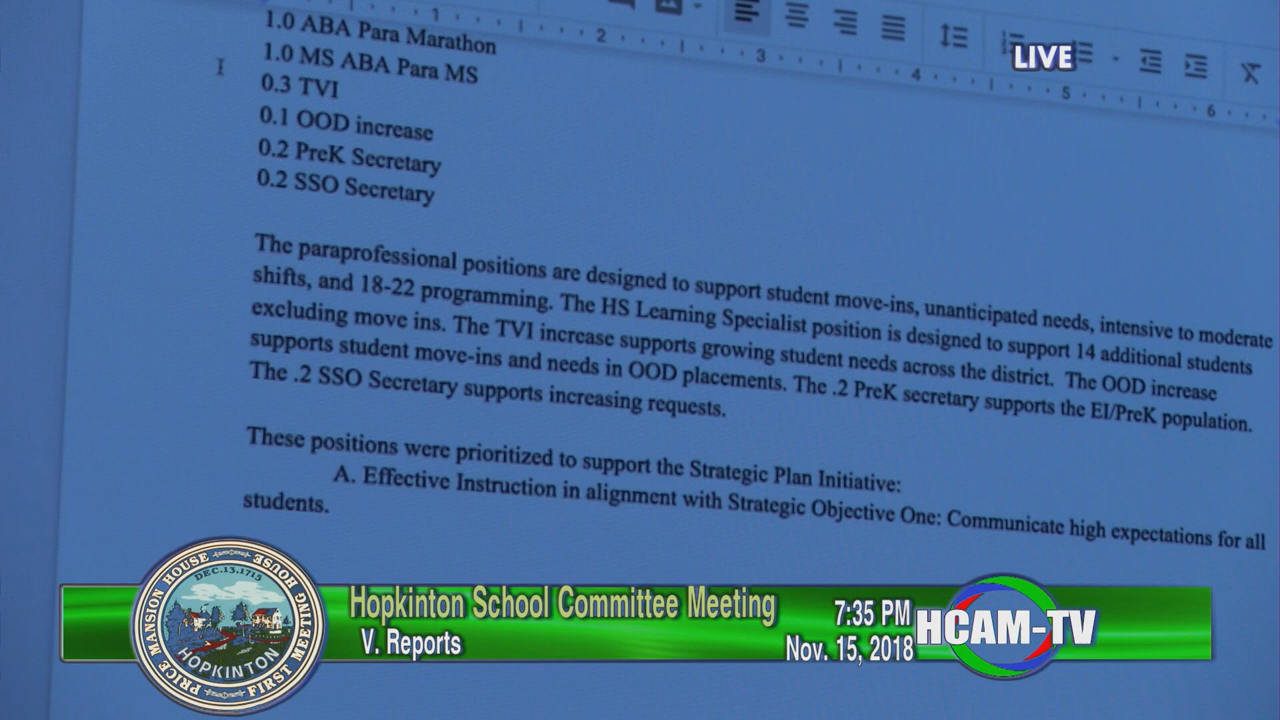 1 2 3 4 5 6
LIVE
1.0 ABA Para Marathon
1.0 MS ABA Para MS
0.3 TVI
0.1 OOD increase
0.2 PreK Secretary
0.2 SSO Secretary
The paraprofessional positions are designed to support student move-ins, unanticipated needs, intensive to moderate
shifts, and 18-22 programming. The HS Learning Specialist position is designed to support 14 additional students
excluding move ins. The TVI increase supports growing student needs across the district. The OOD increase
supports student move-ins and needs in OOD placements. The .2 PreK secretary supports the EI/PreK population.
The .2 SSO Secretary supports increasing requests.
These positions were prioritized to support the Strategic Plan Initiative:
A. Effective Instruction in alignment with Strategic Objective One: Communicate high expectations for all
students.
PRICE MANSION HOUSE FIRST MEETING HOUSE
DEC.13.1715
HOPKINTON
Hopkinton School Committee Meeting
V. Reports
7:35 PM
Nov. 15, 2018
HCAM-TV